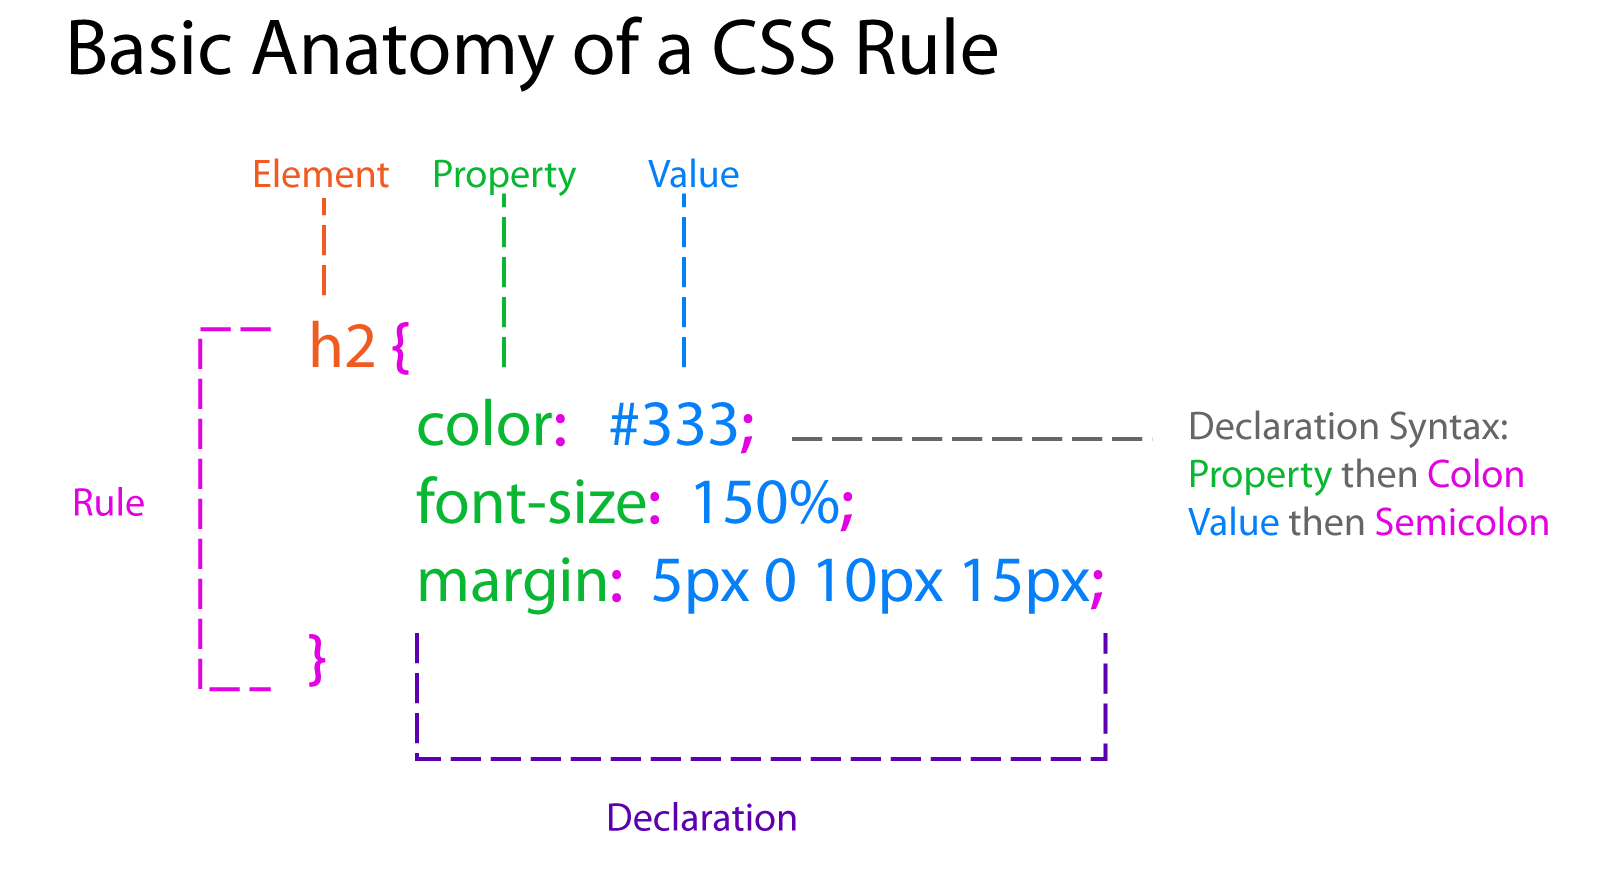 Basic Anatomy of a CSS Rule
Element Property Value
h2 {
color: #333;
font-size: 150%;
margin: 5px 0 10px 15px;
}
Rule
Declaration Syntax:
Property then Colon
Value then Semicolon
Declaration